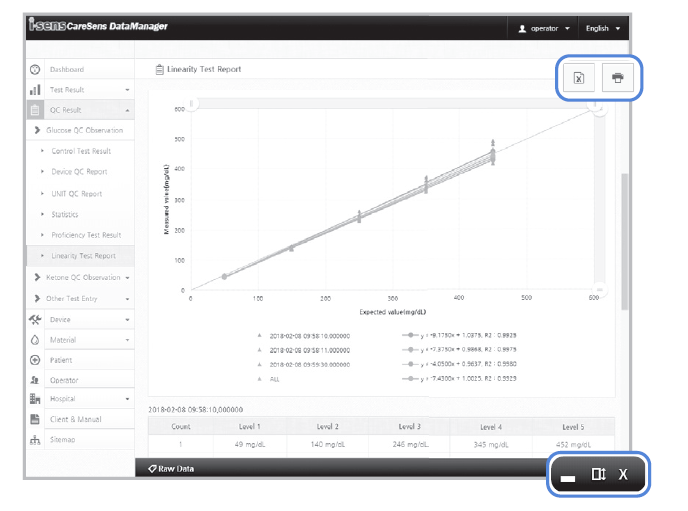 i-SENS CareSens DataManager
operator
English
Dashboard
Linearity Test Report
Test Result
QC Result
Glucose QC Observation
Control Test Result
Device QC Report
UNIT QC Report
Statistics
Proficiency Test Result
Linearity Test Report
Ketone QC Observation
Other Test Entry
Device
Material
Patient
Operator
Hospital
Client & Manual
Sitemap
600
500
400
300
200
100
0
Measured value(mg/dL)
0 100 200 300 400 500 600
Expected value(mg/dL)
2018-02-08 09:58:10,000000
2018-02-08 09:58:11,000000
2018-02-08 09:59:30,000000
ALL
y = -9.1750x + 1.0375, R2 : 0.9939
y = -7.3750x + 0.9868, R2 : 0.9975
y = -4.0500x + 0.9637, R2 : 0.9980
y = -7.4300x + 1.0025, R2 : 0.9929
2018-02-08 09:58:10,000000
Count Level 1 Level 2 Level 3 Level 4 Level 5
1 49 mg/dL 140 mg/dL 246 mg/dL 345 mg/dL 452 mg/dL
Raw Data
X